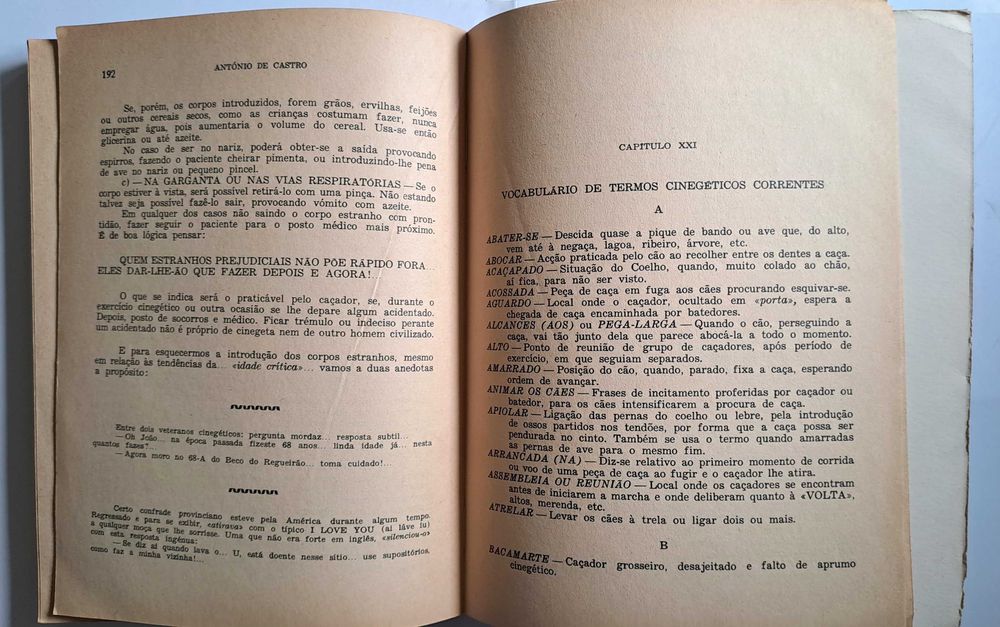 192
ANTÓNIO DE CASTRO
Se, porém, os corpos introduzidos, forem grãos, ervilhas, feijões
ou outros cereais secos, como as crianças costumam fazer, nunca
empregar água, pois aumentaria o volume do cereal. Usa-se então
glicerina ou até azeite.
No caso de ser no nariz, poderá obter-se a saída provocando
espirros, fazendo o paciente cheirar pimenta, ou introduzindo-lhe pena
de ave no nariz ou pequeno pincel.
c) — NA GARGANTA OU NAS VIAS RESPIRATÓRIAS — Se o
corpo estiver à vista, será possível retirá-lo com uma pinça. Não estando
talvez seja possível fazê-lo sair, provocando vómito com azeite.
Em qualquer dos casos não saindo o corpo estranho com pron-
tidão, fazer seguir o paciente para o posto médico mais próximo.
É de boa lógica pensar:
QUEM ESTRANHOS PREJUDICIAIS NÃO PÕE RÁPIDO FORA...
ELES DAR-LHE-ÃO QUE FAZER DEPOIS E AGORA!...
O que se indica será o praticável pelo caçador, se, durante o
exercício cinegético ou outra ocasião se lhe depare algum acidentado.
Depois, posto de socorros e médico. Ficar trémulo ou indeciso perante
um acidentado não é próprio de cinegeta nem de outro homem civilizado.
E para esquecermos a introdução dos corpos estranhos, mesmo
em relação às tendências da... «idade crítica»... vamos a duas anedotas
a propósito:
Entre dois veteranos cinegéticos: pergunta mordaz... resposta subtil...
— Oh João... na época passada fizeste 68 anos... linda idade já... nesta
quantos fazes?...
— Agora moro no 68-A do Beco do Regueirão... toma cuidado!...
Certo confrade provinciano esteve pela América durante algum tempo.
Regressado e para se exibir, «atirava» com o típico I LOVE YOU (ai láve iu)
a qualquer moça que lhe sorrisse. Uma que não era forte em inglês, «silenciou-o»
com esta resposta ingénua:
— Se diz aí quando lava o... U, está doente nesse sítio... use supositórios,
como faz a minha vizinha!...
CAPÍTULO XXI
VOCABULÁRIO DE TERMOS CINEGÉTICOS CORRENTES
A
ABATER-SE — Descida quase a pique de bando ou ave que, do alto,
vem até à negaça, lagoa, ribeiro, árvore, etc.
ABOCAR — Acção praticada pelo cão ao recolher entre os dentes a caça.
ACAÇAPADO — Situação do Coelho, quando, muito colado ao chão,
aí fica, para não ser visto.
ACOSSADA — Peça de caça em fuga aos cães procurando esquivar-se.
AGUARDO — Local onde o caçador, ocultado em «porta», espera a
chegada de caça encaminhada por batedores.
ALCANCES (AOS) ou PEGA-LARGA — Quando o cão, perseguindo a
caça, vai tão junto dela que parece abocá-la a todo o momento.
ALTO — Ponto de reunião de grupo de caçadores, após período de
exercício, em que seguiam separados.
AMARRADO — Posição do cão, quando, parado, fixa a caça, esperando
ordem de avançar.
ANIMAR OS CÃES — Frases de incitamento proferidas por caçador ou
batedor, para os cães intensificarem a procura de caça.
APIOLAR — Ligação das pernas do coelho ou lebre, pela introdução
de ossos partidos nos tendões, por forma a que a caça possa ser
pendurada no cinto. Também se usa o termo quando amarradas
as pernas de ave para o mesmo fim.
ARRANCADA (NA) — Diz-se relativo ao primeiro momento de corrida
ou voo de uma peça de caça ao fugir e o caçador lhe atira.
ASSEMBLEIA OU REUNIÃO — Local onde os caçadores se encontram
antes de iniciarem a marcha e onde deliberam quanto à «VOLTA»,
altos, merenda, etc.
ATRELAR — Levar os cães à trela ou ligar dois ou mais.
B
BACAMARTE — Caçador grosseiro, desajeitado e falto de aprumo
cinegético.